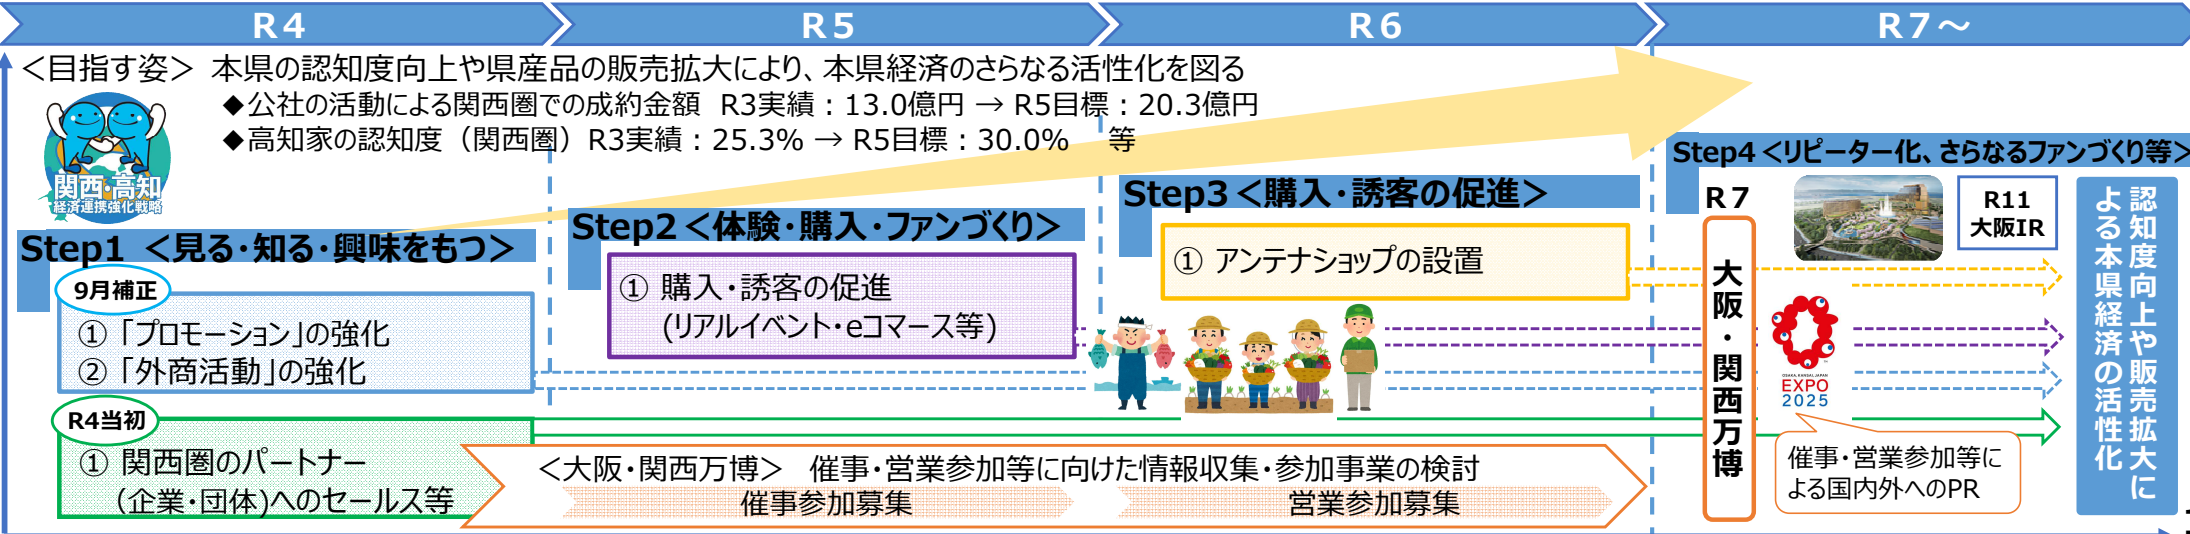 R4
R5
R6
R7～
＜目指す姿＞ 本県の認知度向上や県産品の販売拡大により、本県経済のさらなる活性化を図る
◆公社の活動による関西圏での成約金額 R3実績：13.0億円 → R5目標：20.3億円
◆高知家の認知度（関西圏）R3実績：25.3% → R5目標：30.0% 等
関西・高知
経済連携強化戦略
Step1 ＜見る・知る・興味をもつ＞
9月補正
① 「プロモーション」の強化
② 「外商活動」の強化
R4当初
① 関西圏のパートナー
（企業・団体)へのセールス等
Step2＜体験・購入・ファンづくり＞
① 購入・誘客の促進
(リアルイベント・eコマース等)
Step3＜購入・誘客の促進＞
① アンテナショップの設置
＜大阪・関西万博＞ 催事・営業参加等に向けた情報収集・参加事業の検討
催事参加募集
営業参加募集
Step4＜リピーター化、さらなるファンづくり等＞
R7
大阪・関西万博
R11
大阪IR
OSAKA, KANSAI, JAPAN
EXPO
2025
催事・営業参加等に
よる国内外へのPR
認知度向上や販売拡大に
よる本県経済の活性化